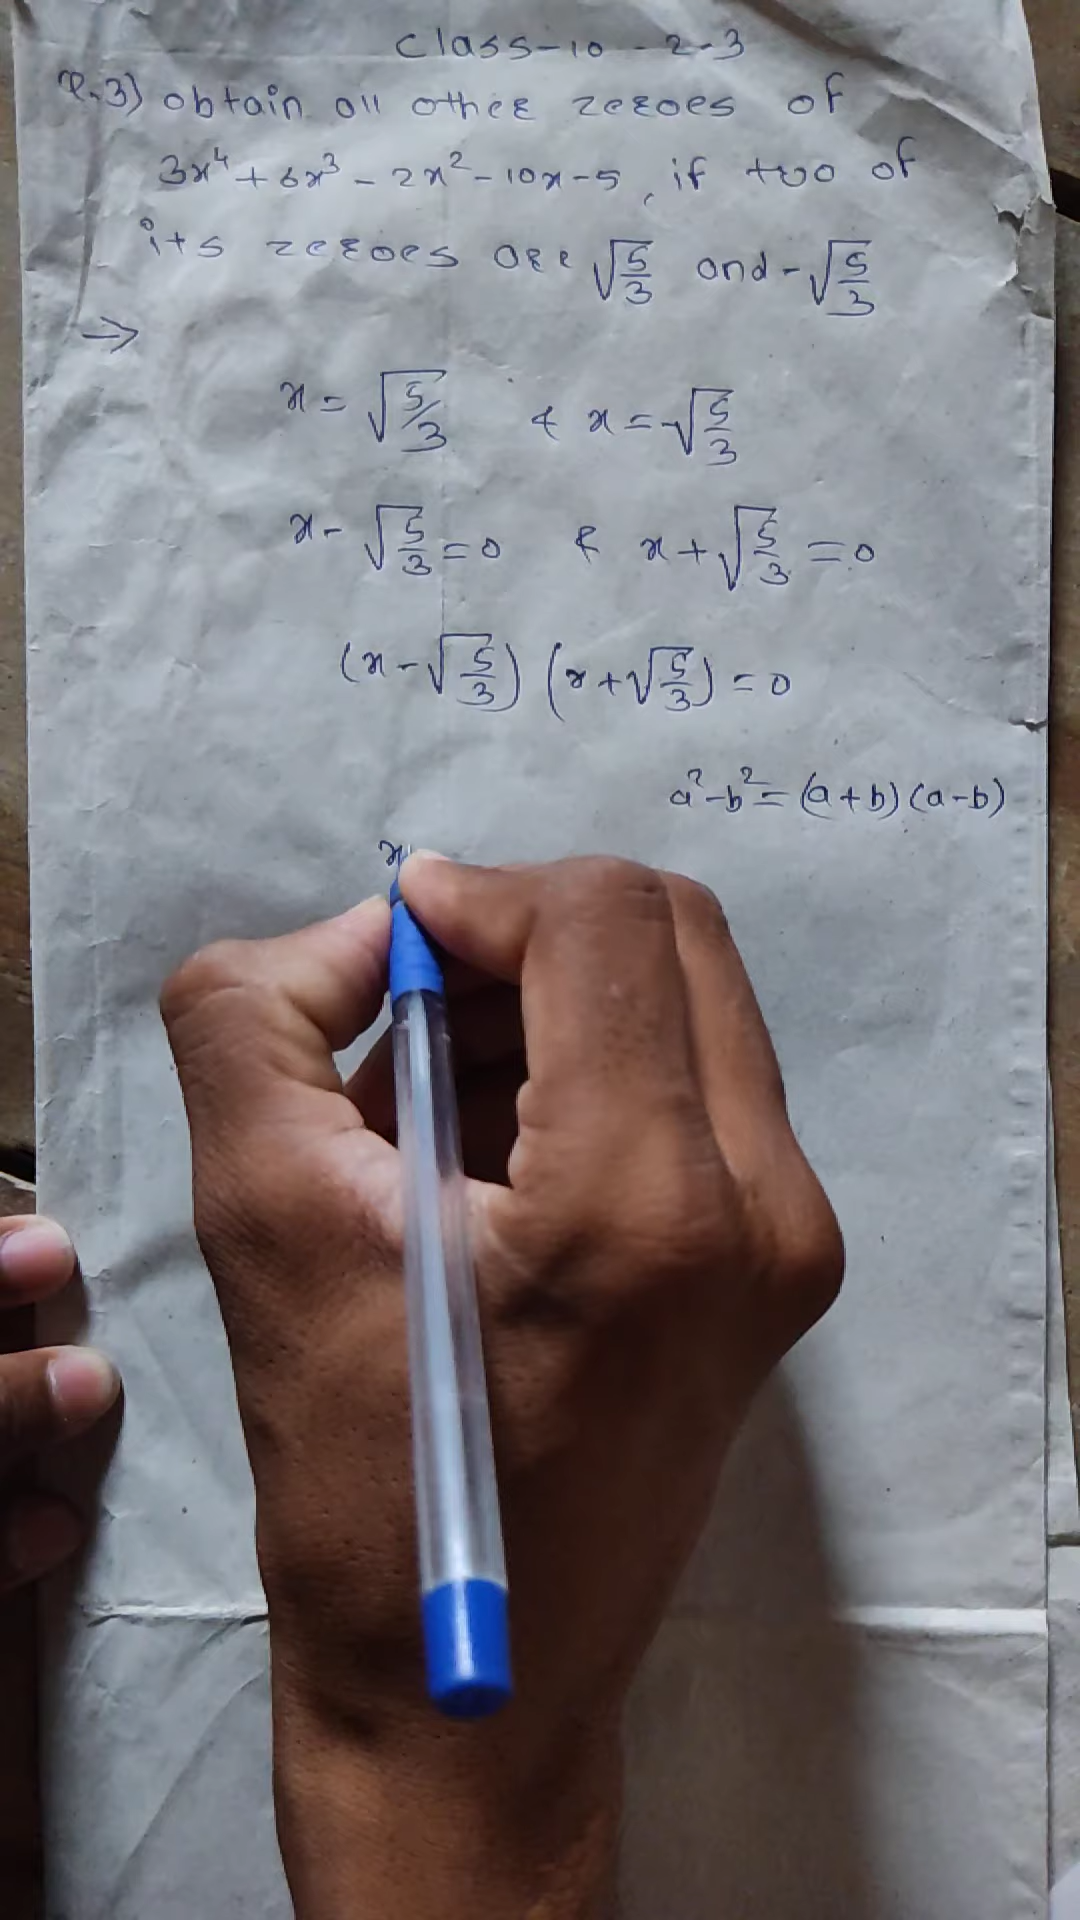 Class-10 - 2-3
Q.3) obtain all other zeroes of
3x⁴ + 6x³ - 2x² - 10x - 5, if two of
its zeroes are √5/3 and -√5/3
→
x = √5/3 & x = -√5/3
x - √5/3 = 0 & x + √5/3 = 0
(x - √5/3) (x + √5/3) = 0
a² - b² = (a+b) (a-b)
x